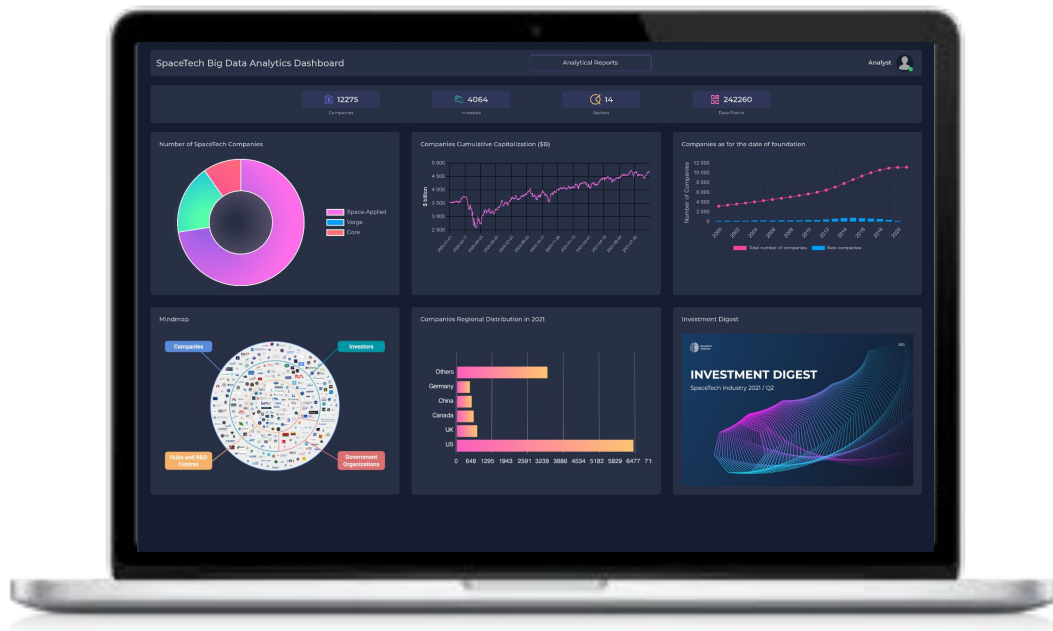 SpaceTech Big Data Analytics Dashboard
Analytical Reports
Analyst
12275
Companies
4064
Investors
14
Sectors
242260
Data Points
Number of SpaceTech Companies
Space-Applied
Verge
Core
Companies Cumulative Capitalization ($B)
$ billion
5 000
4 500
4 000
3 500
3 000
2 500
Companies as for the date of foundation
Number of Companies
12 000
10 000
8 000
6 000
4 000
2 000
0
2000 2002 2004 2006 2008 2010 2012 2014 2016 2018 2020
Total number of companies
New companies
Mindmap
Companies
Investors
Hubs and R&D
Centres
Government
Organizations
Companies Regional Distribution in 2021
Others
Germany
China
Canada
UK
US
0 648 1295 1943 2591 3239 3886 4534 5182 5829 6477 71
Investment Digest
INVESTMENT DIGEST
SpaceTech Industry 2021 / Q2